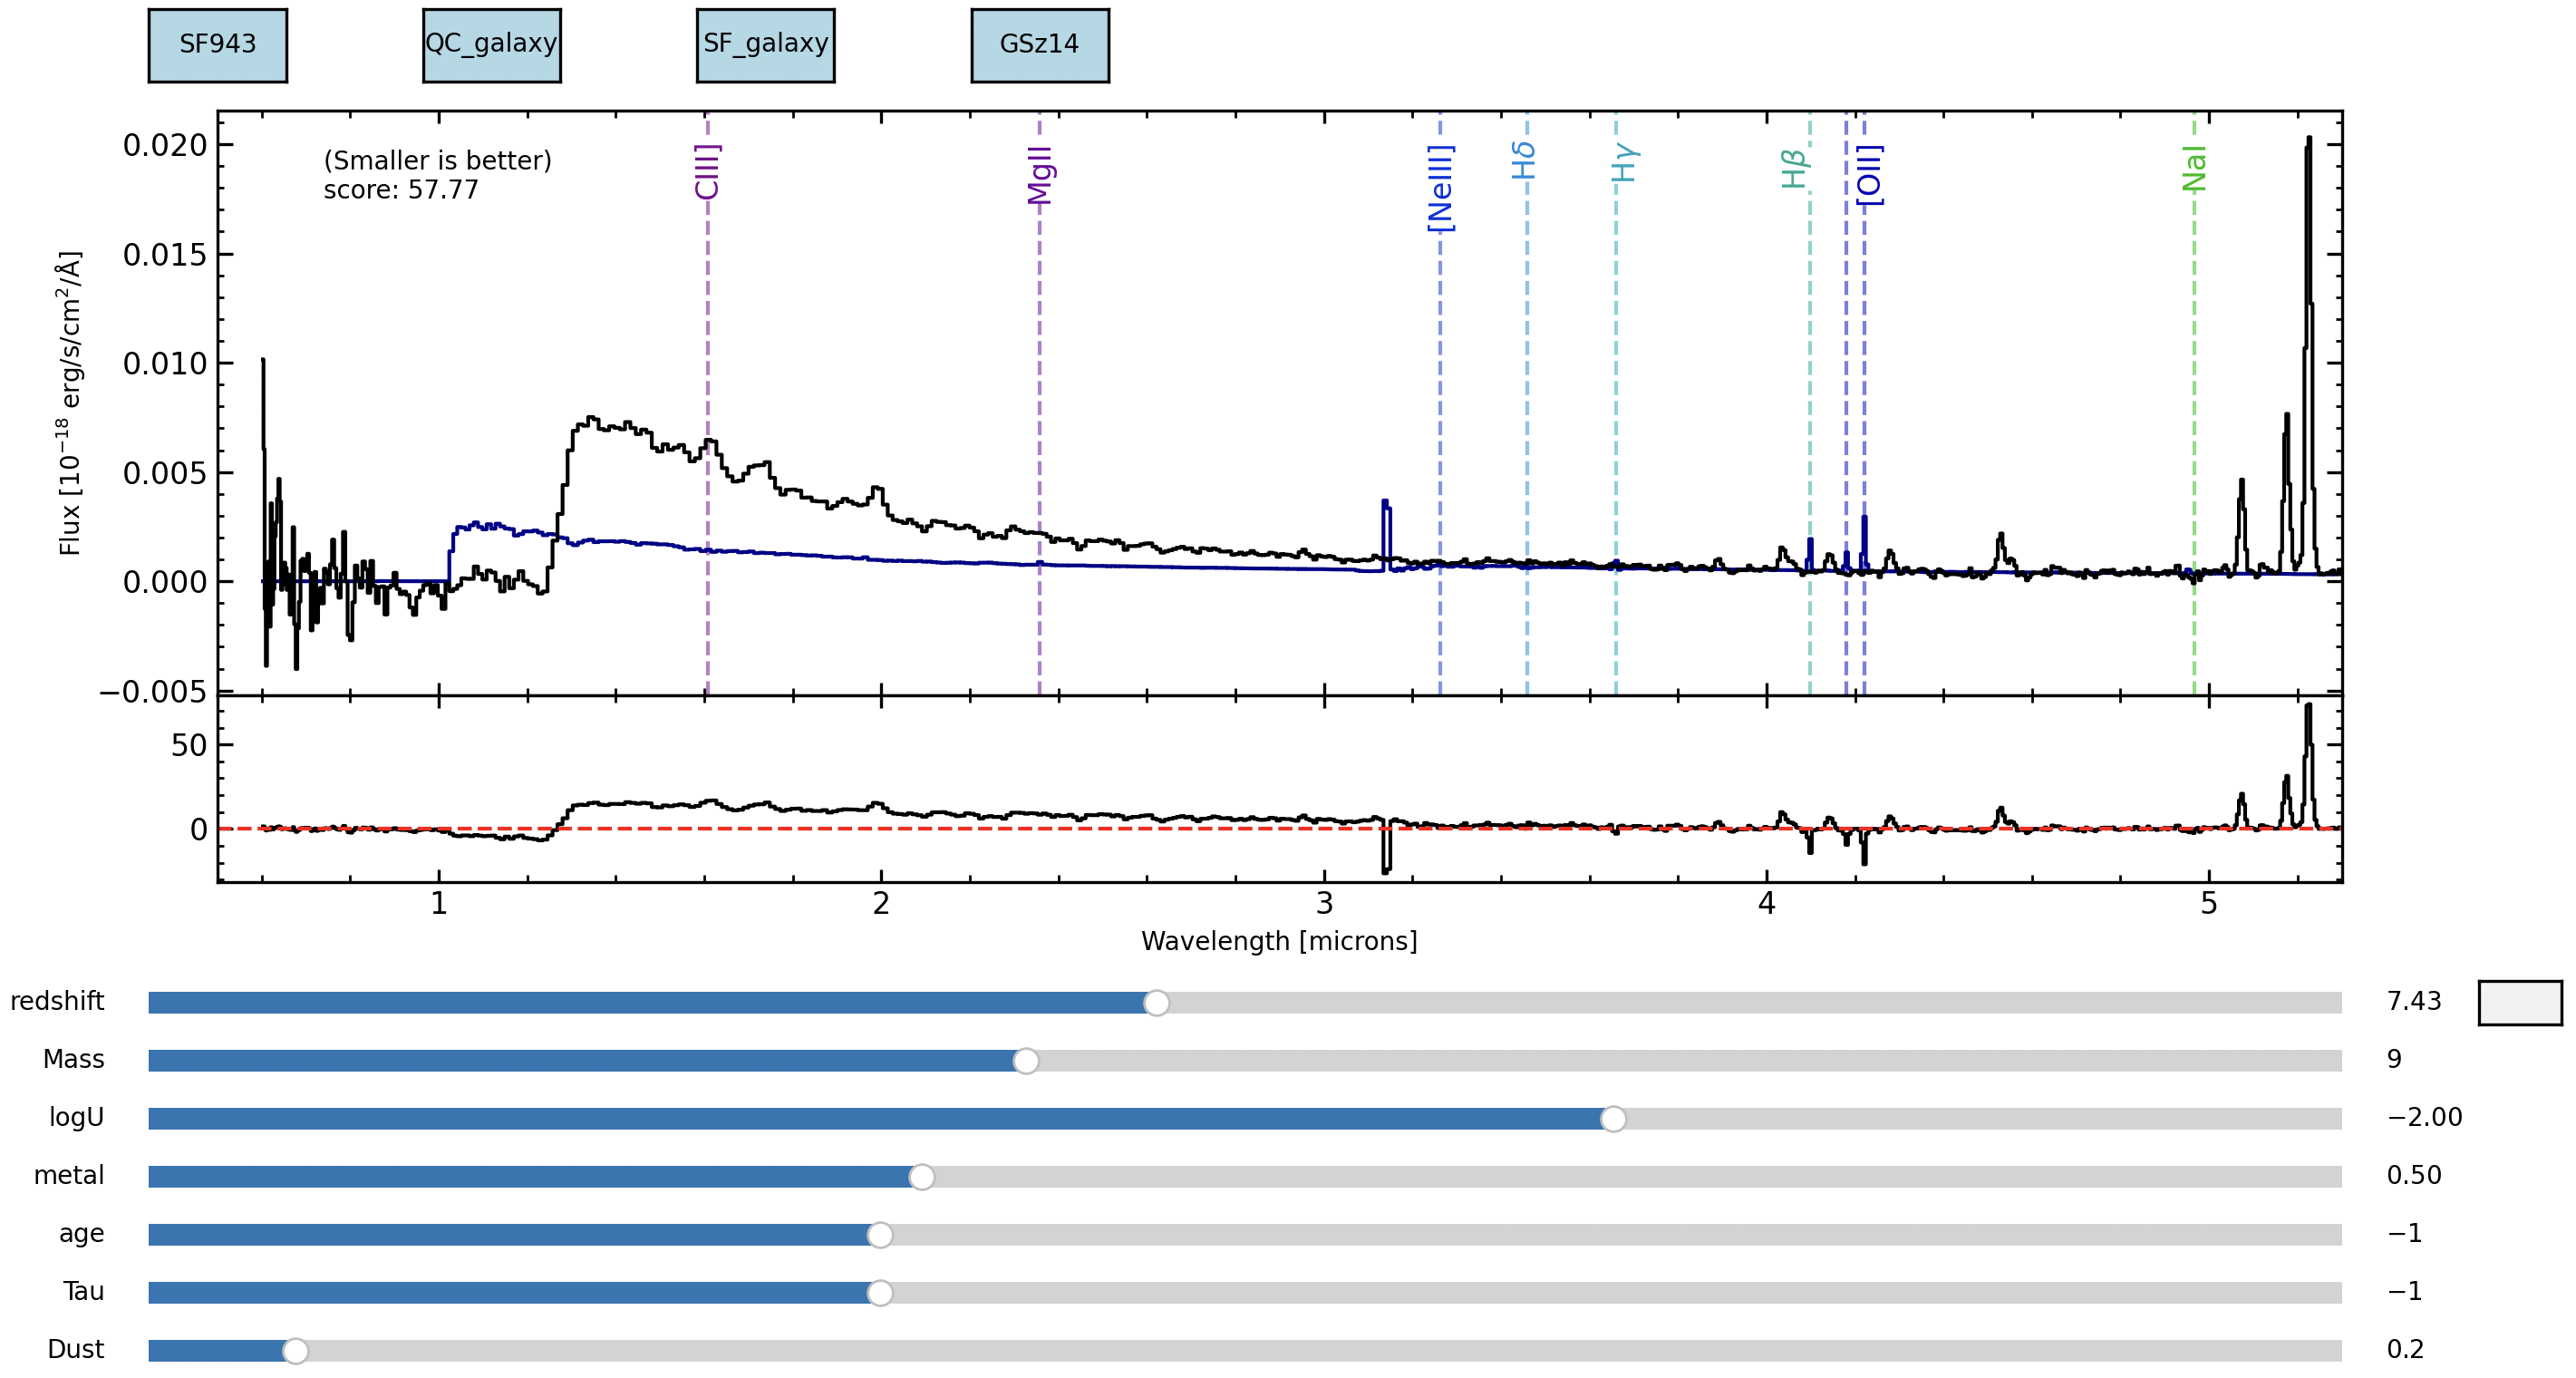 SF943
QC_galaxy
SF_galaxy
GSz14
(Smaller is better)
score: 57.77
CIII]
MgII
[NeIII]
Hδ
Hγ
Hβ
[OII]
NaI
Flux [10⁻¹⁸ erg/s/cm²/Å]
0.020
0.015
0.010
0.005
0.000
−0.005
50
0
1 2 3 4 5
Wavelength [microns]
redshift 7.43
Mass 9
logU −2.00
metal 0.50
age −1
Tau −1
Dust 0.2